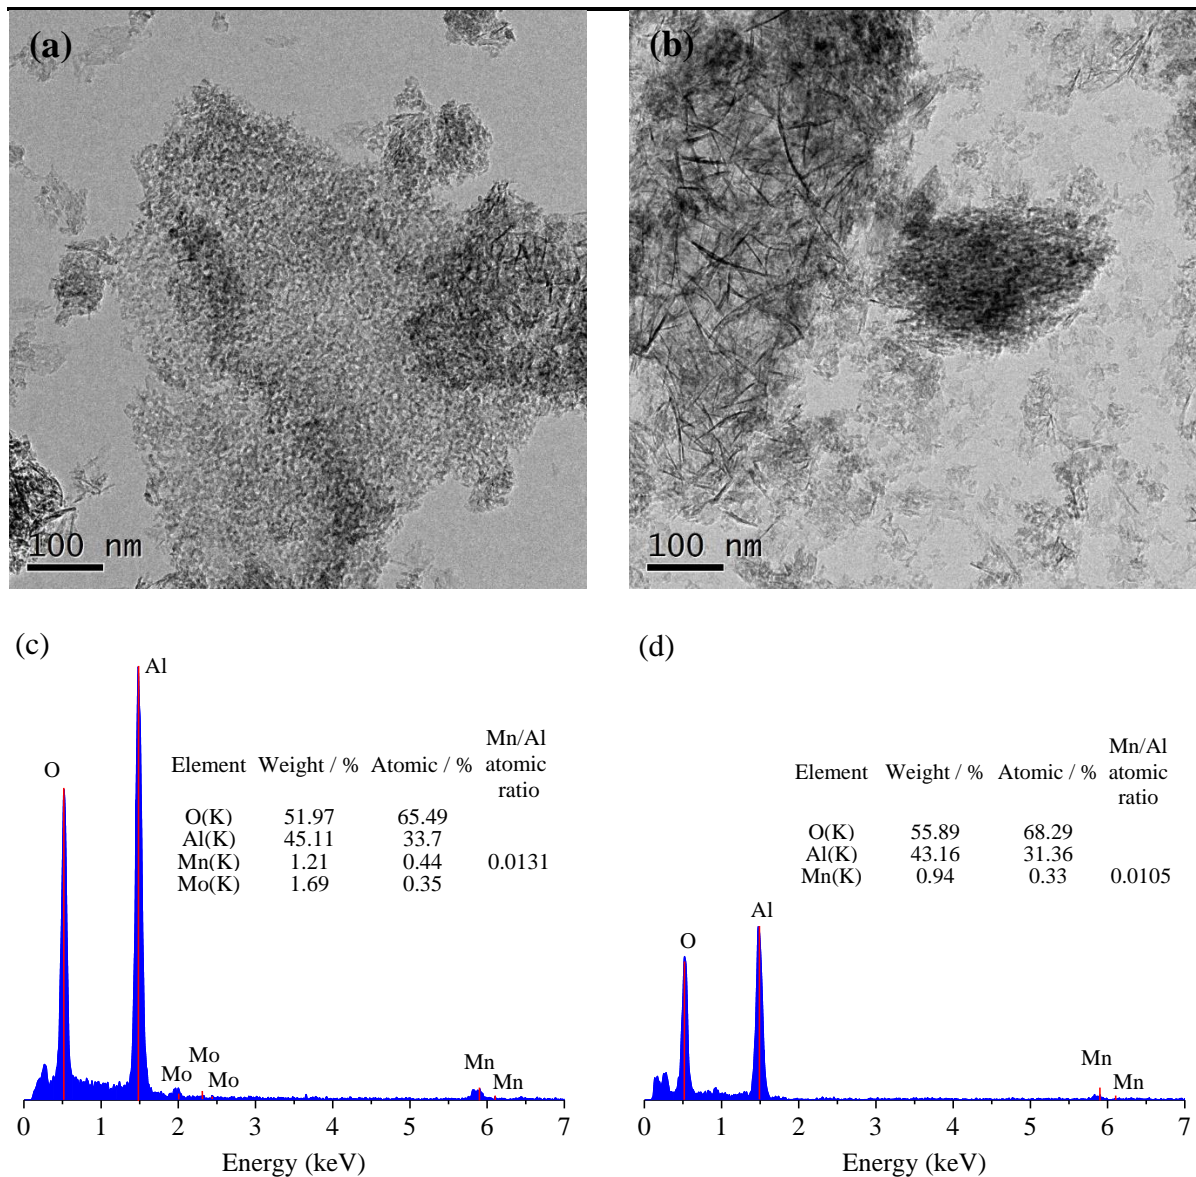 (a)
(b)
100 nm
100 nm
(c)
Al
O
Mn/Al
Element Weight / % Atomic / % atomic
ratio
O(K) 51.97 65.49
Al(K) 45.11 33.7
Mn(K) 1.21 0.44 0.0131
Mo(K) 1.69 0.35
Mo
Mo
Mo
Mn
Mn
0 1 2 3 4 5 6 7
Energy (keV)
(d)
Mn/Al
Element Weight / % Atomic / % atomic
ratio
O(K) 55.89 68.29
Al(K) 43.16 31.36
Mn(K) 0.94 0.33 0.0105
Al
O
Mn
Mn
0 1 2 3 4 5 6 7
Energy (keV)